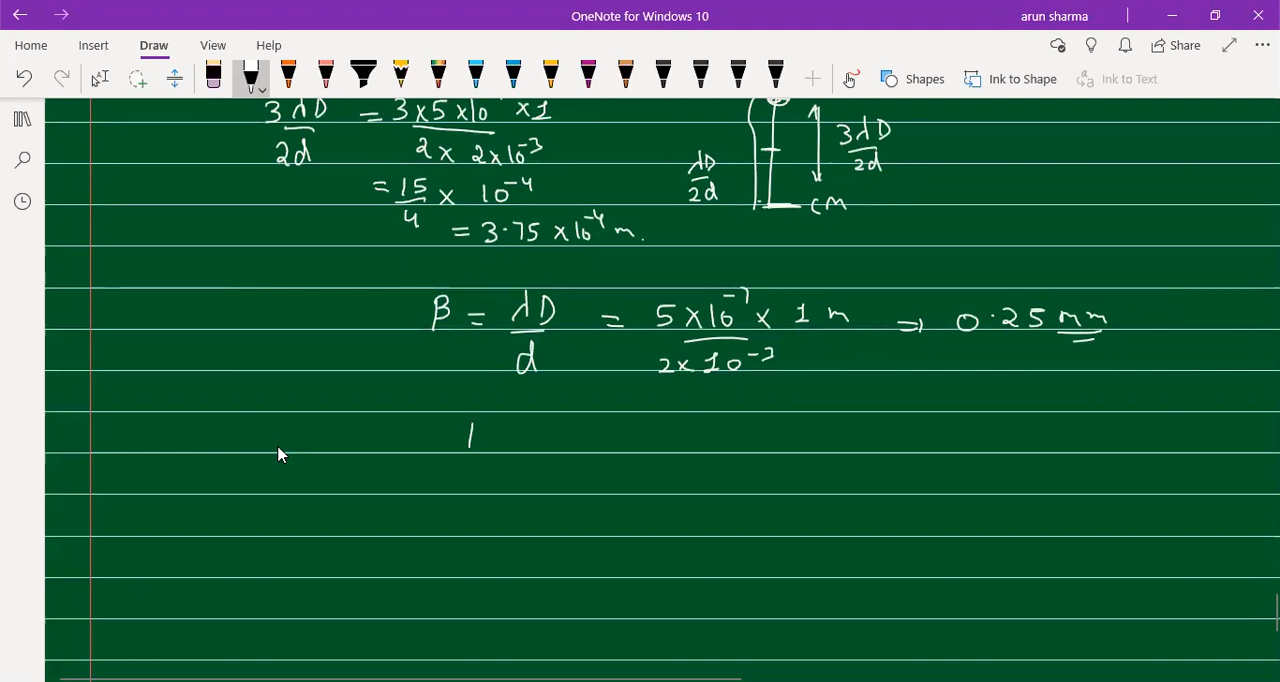 OneNote for Windows 10
arun sharma
Home Insert Draw View Help
Share
Shapes
Ink to Shape
Ink to Text
3λD/2d = 3×5×10 ×1 / 2×2×10⁻³
= 15/4 × 10⁻⁴
= 3.75 ×10⁻⁴ m.
λD/2d
3λD/2d
CM
β = λD/d = 5×10⁻⁷ × 1 m / 2×10⁻³ ⇒ 0.25 mm